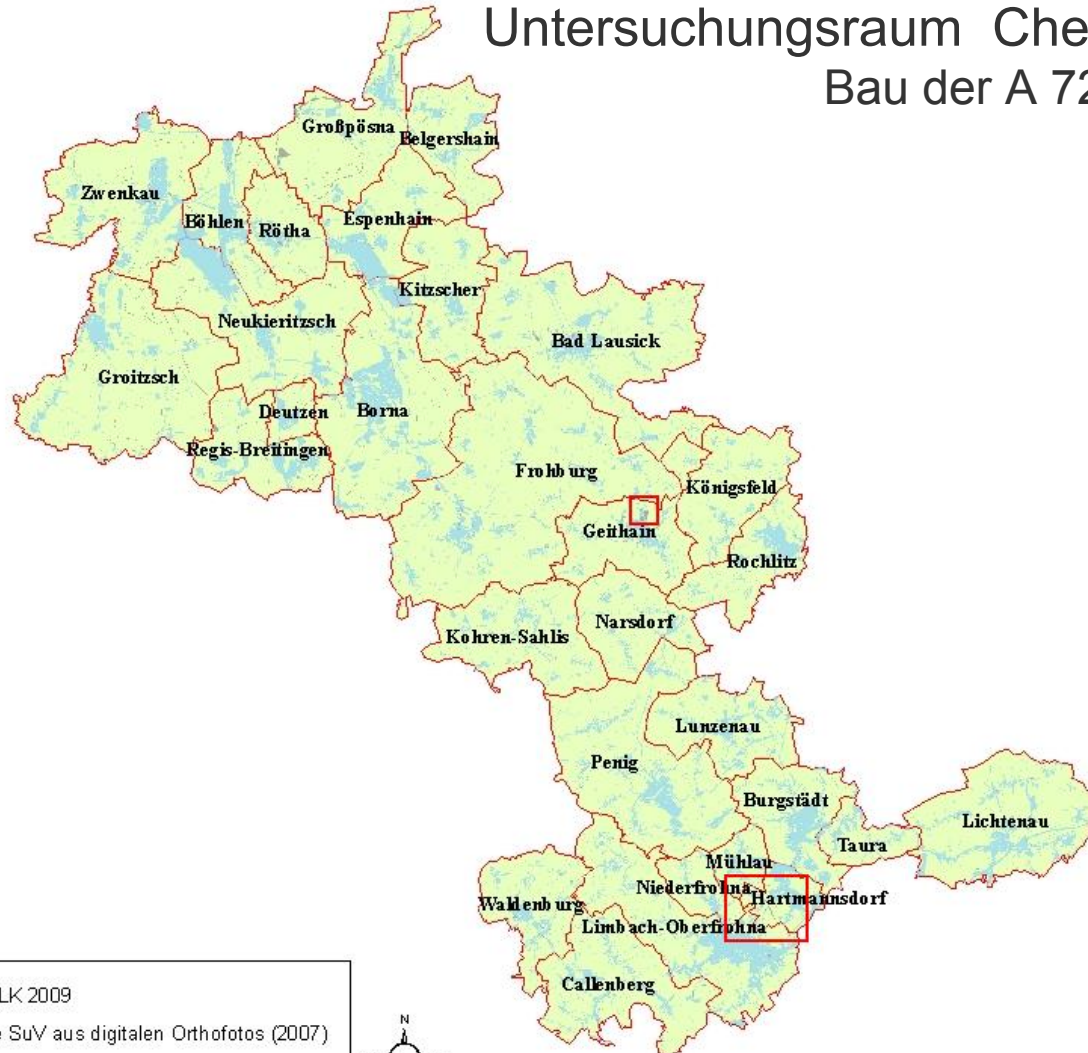 Untersuchungsraum Che
Bau der A 72
Großpösna
Belgershain
Zwenkau
Böhlen
Rötha
Espenhain
Kitzscher
Neukieritzsch
Bad Lausick
Groitzsch
Deutzen
Borna
Regis-Breitingen
Frohburg
Königsfeld
Geithain
Rochlitz
Narsdorf
Kohren-Sahlis
Lunzenau
Penig
Burgstädt
Lichtenau
Taura
Mühlau
Niederfrohna
Hartmannsdorf
Waldenburg
Limbach-Oberfrohna
Callenberg
LK 2009
e SuV aus digitalen Orthofotos (2007)
N